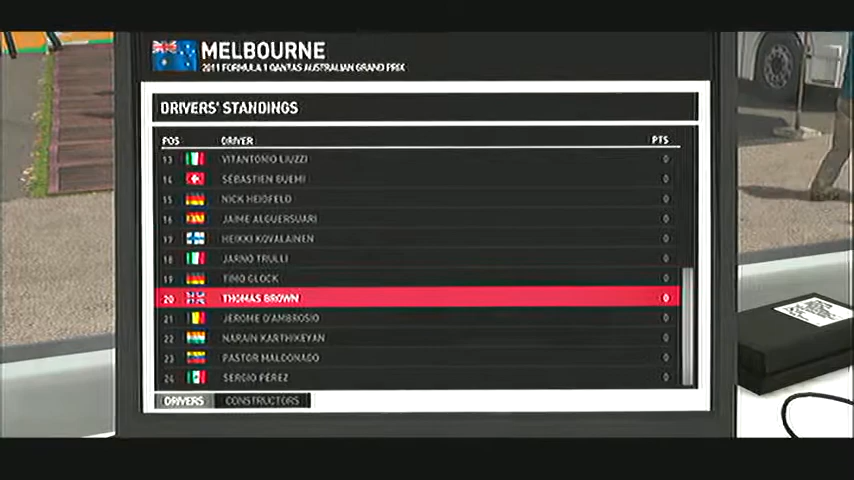 MELBOURNE
2011 FORMULA 1 QANTAS AUSTRALIAN GRAND PRIX
DRIVERS' STANDINGS
POS DRIVER PTS
13 VITANTONIO LIUZZI 0
14 SÉBASTIEN BUEMI 0
15 NICK HEIDFELD 0
16 JAIME ALGUERSUARI 0
17 HEIKKI KOVALAINEN 0
18 JARNO TRULLI 0
19 TIMO GLOCK 0
20 THOMAS BROWN 0
21 JEROME D'AMBROSIO 0
22 NARAIN KARTHIKEYAN 0
23 PASTOR MALDONADO 0
24 SERGIO PÉREZ 0
DRIVERS CONSTRUCTORS